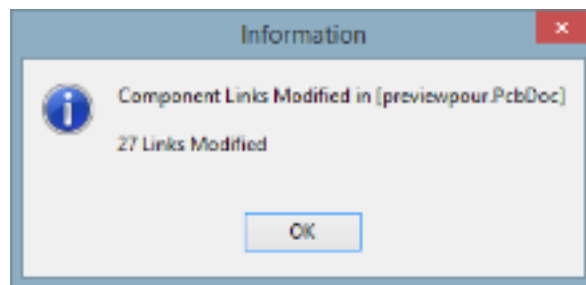 Information
Component Links Modified in [previewpour.PcbDoc]
27 Links Modified
OK